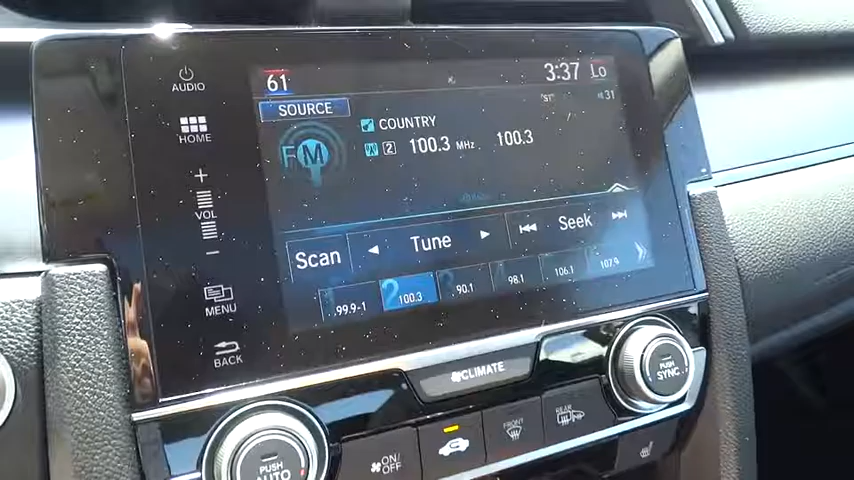 AUDIO
61
3:37
Lo
HOME
SOURCE
31
FM
COUNTRY
2 100.3 MHz 100.3
+
VOL
−
Scan Tune Seek
MENU
99.9-1 2 100.3 90.1 98.1 106.1 107.9
BACK
CLIMATE
PUSH
SYNC
PUSH
AUTO
ON/
OFF
FRONT
REAR